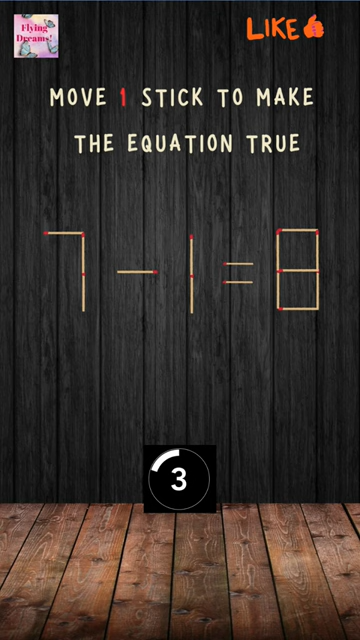 Flying
Dreams!
LIKE
MOVE 1 STICK TO MAKE
THE EQUATION TRUE
7-1=8
3